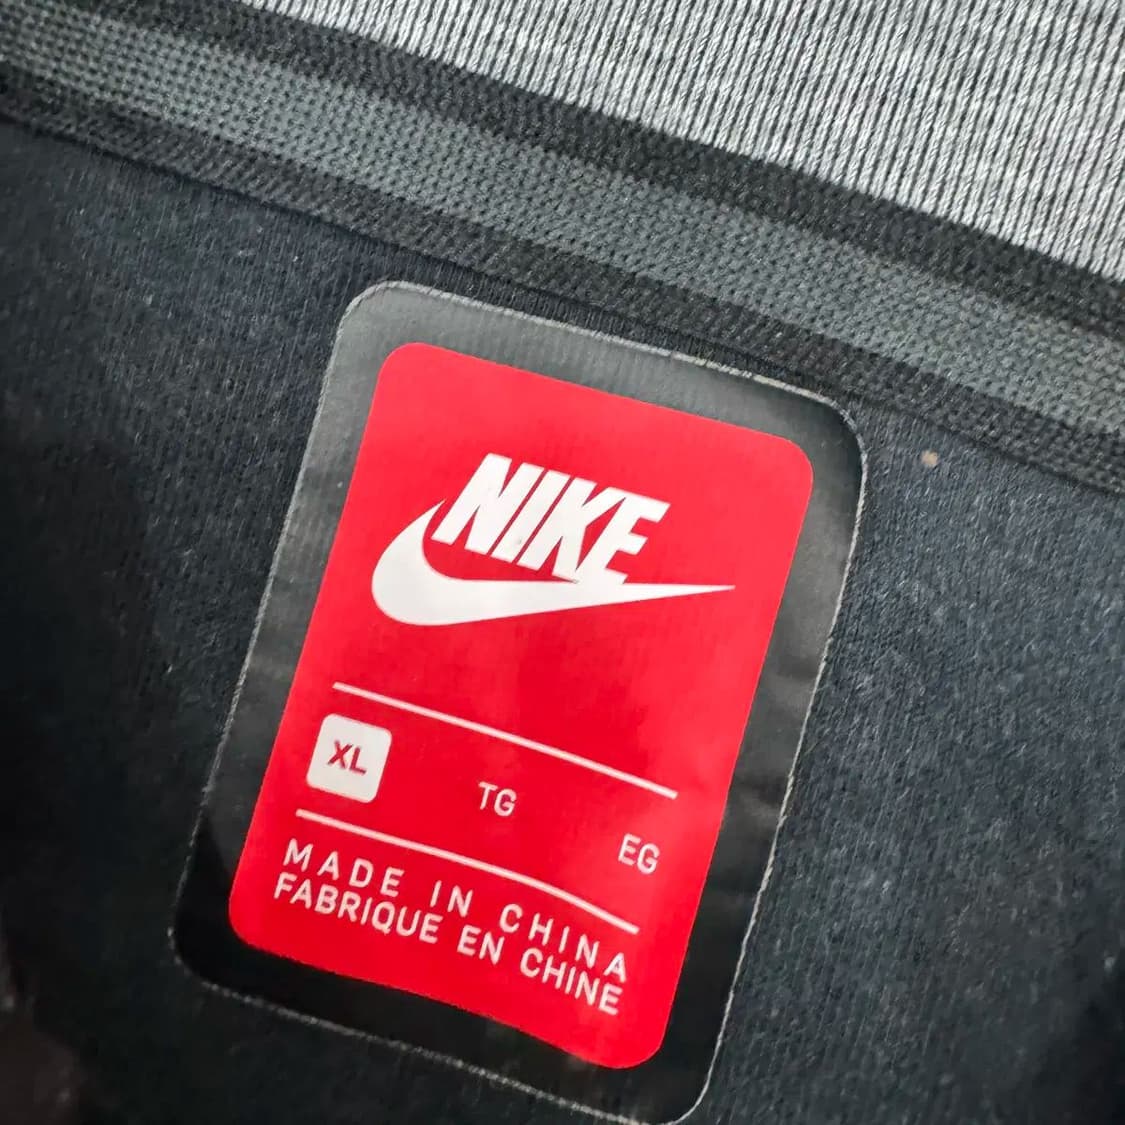 NIKE
XL TG EG
MADE IN CHINA
FABRIQUE EN CHINE